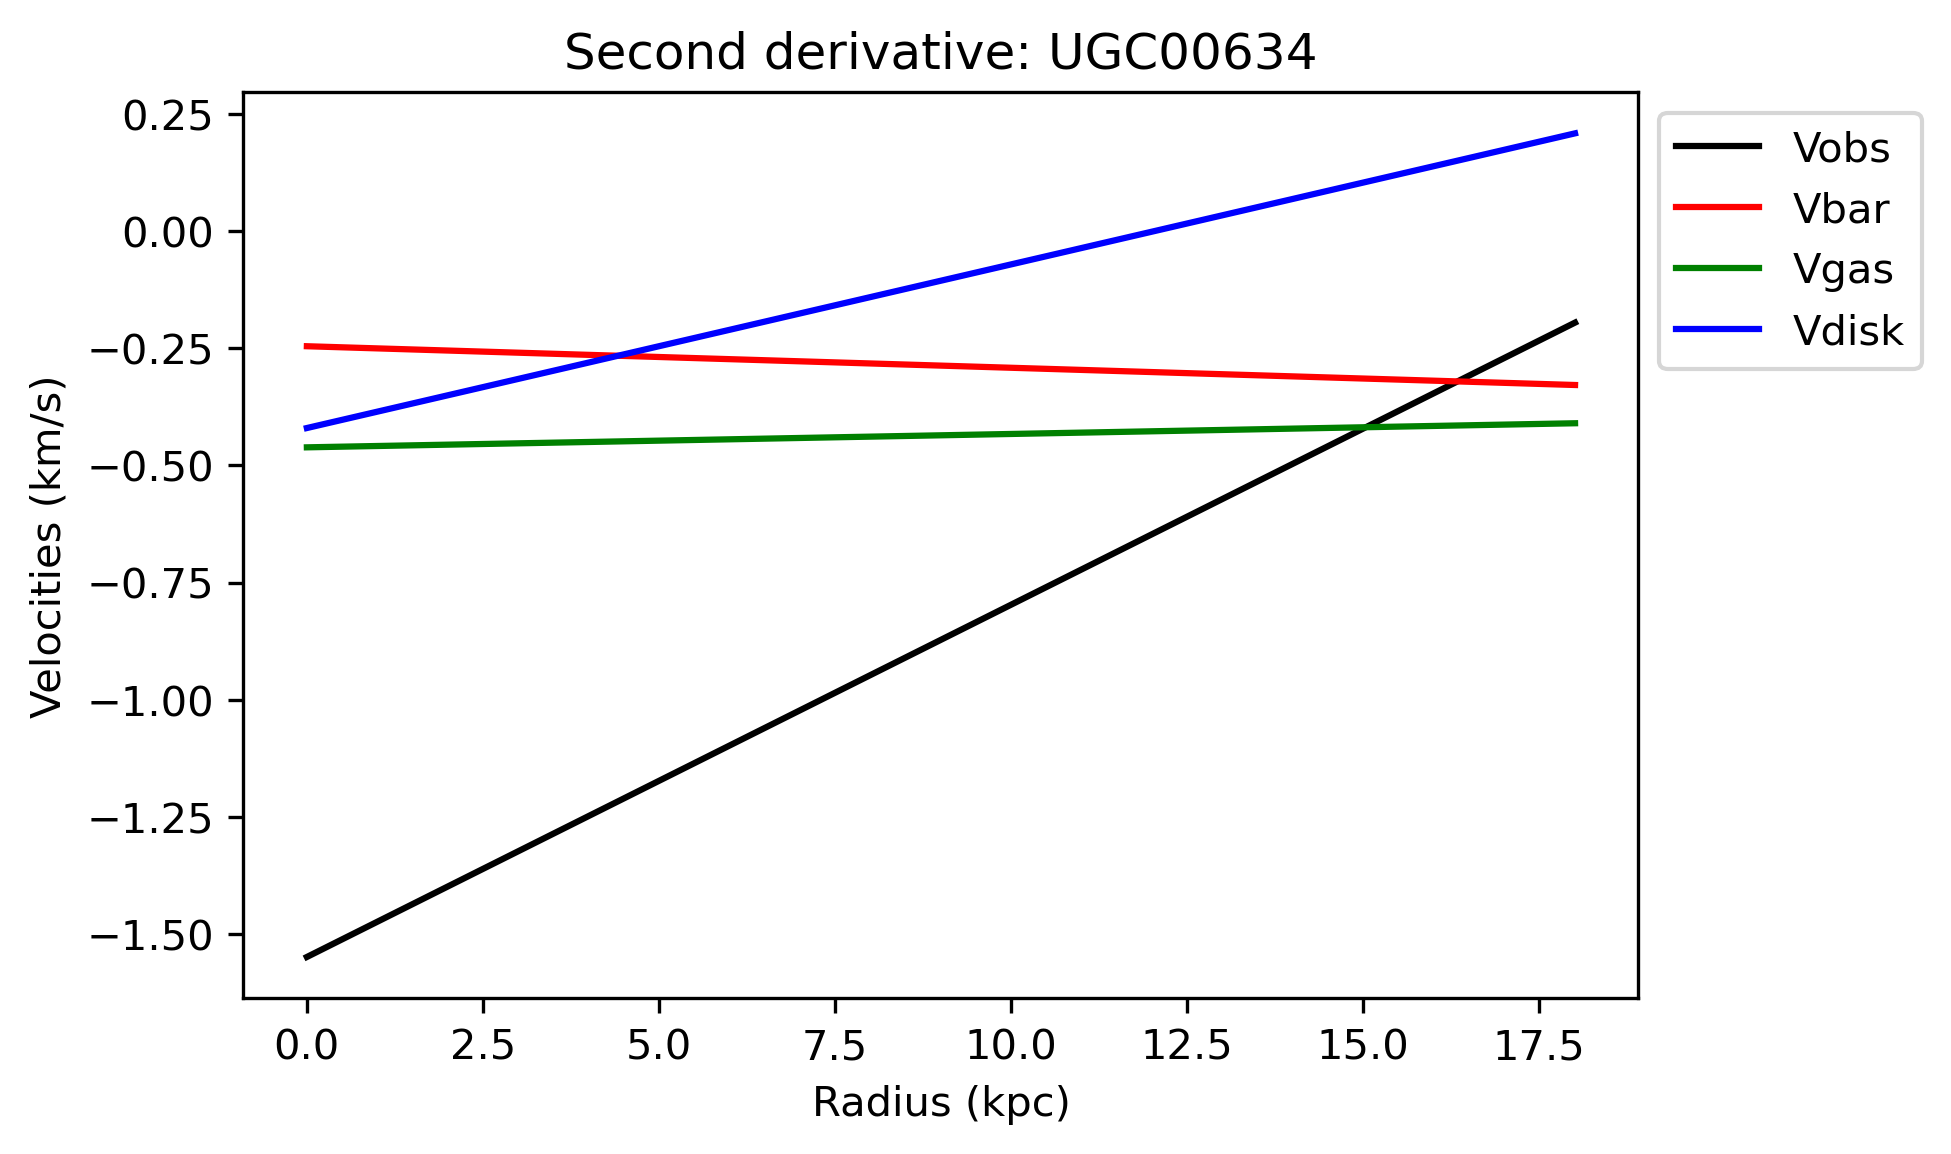 Second derivative: UGC00634
0.25
0.00
−0.25
−0.50
−0.75
−1.00
−1.25
−1.50
Velocities (km/s)
0.0 2.5 5.0 7.5 10.0 12.5 15.0 17.5
Radius (kpc)
Vobs
Vbar
Vgas
Vdisk